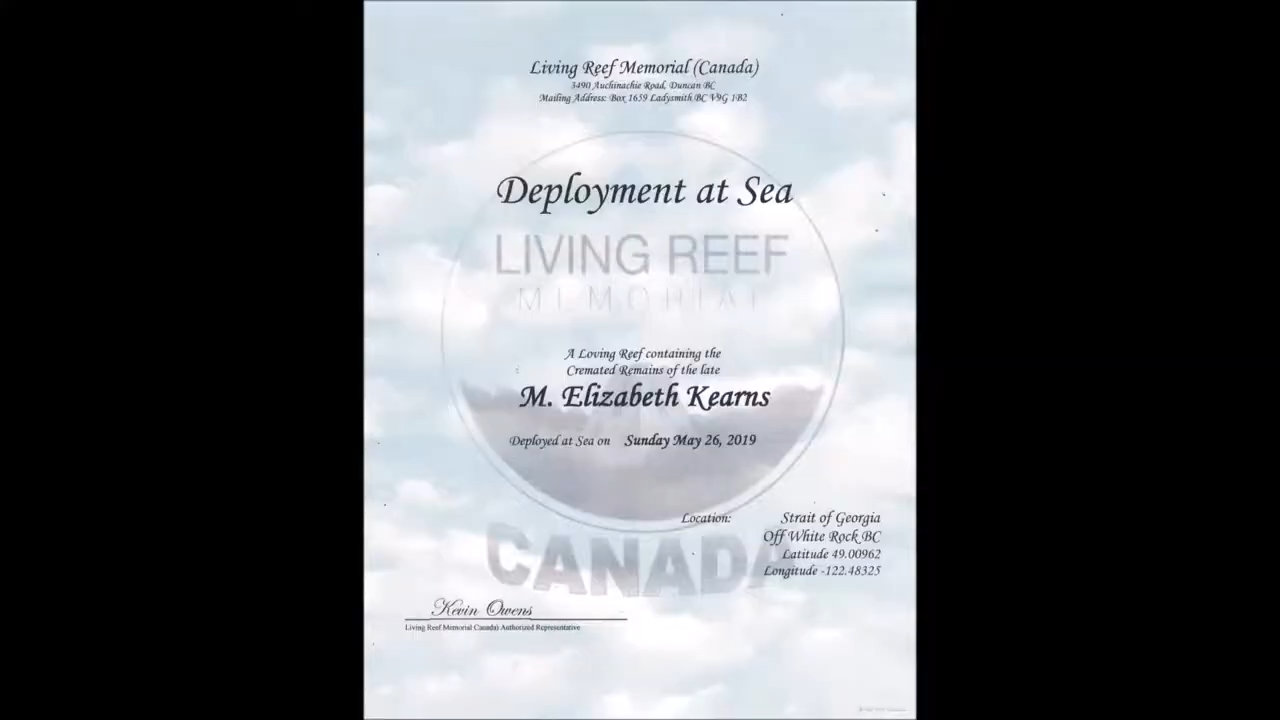 Living Reef Memorial (Canada)
3490 Auchinachie Road, Duncan BC
Mailing Address: Box 1659 Ladysmith BC V9G 1B2
Deployment at Sea
LIVING REEF
MEMORIAL
A Loving Reef containing the
Cremated Remains of the late
M. Elizabeth Kearns
Deployed at Sea on Sunday May 26, 2019
Location: Strait of Georgia
Off White Rock BC
Latitude 49.00962
Longitude -122.48325
CANADA
Kevin Owens
Living Reef Memorial Canada) Authorized Representative